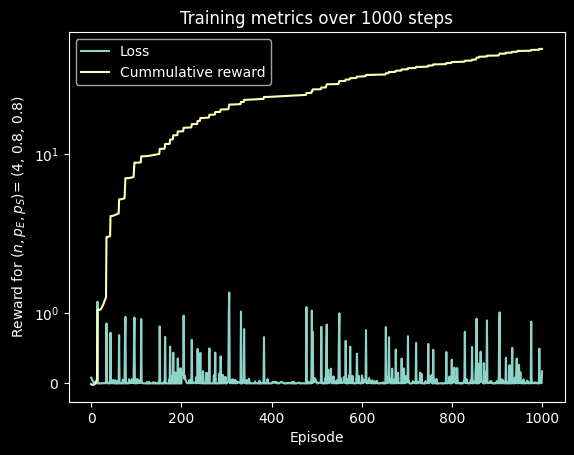 Training metrics over 1000 steps
Loss
Cummulative reward
Reward for (n, p_E, p_S)= (4, 0.8, 0.8)
10^1
10^0
0
0
200
400
600
800
1000
Episode